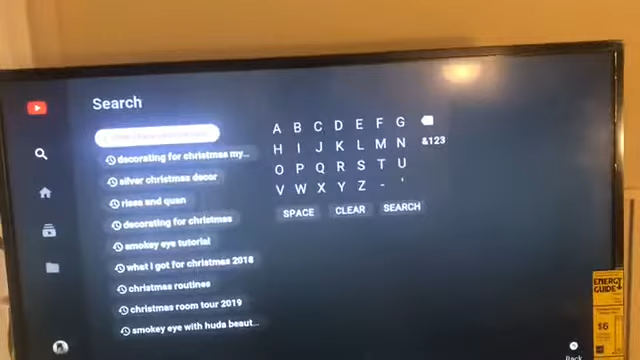 Search
decorating for christmas my...
silver christmas decor
rises and quan
decorating for christmas
smokey eye tutorial
what i got for christmas 2018
christmas routines
christmas room tour 2019
smokey eye with huda beaut...
A B C D E F G
H I J K L M N &123
O P Q R S T U
V W X Y Z - '
SPACE CLEAR SEARCH
ENERGY
GUIDE
$6
Back